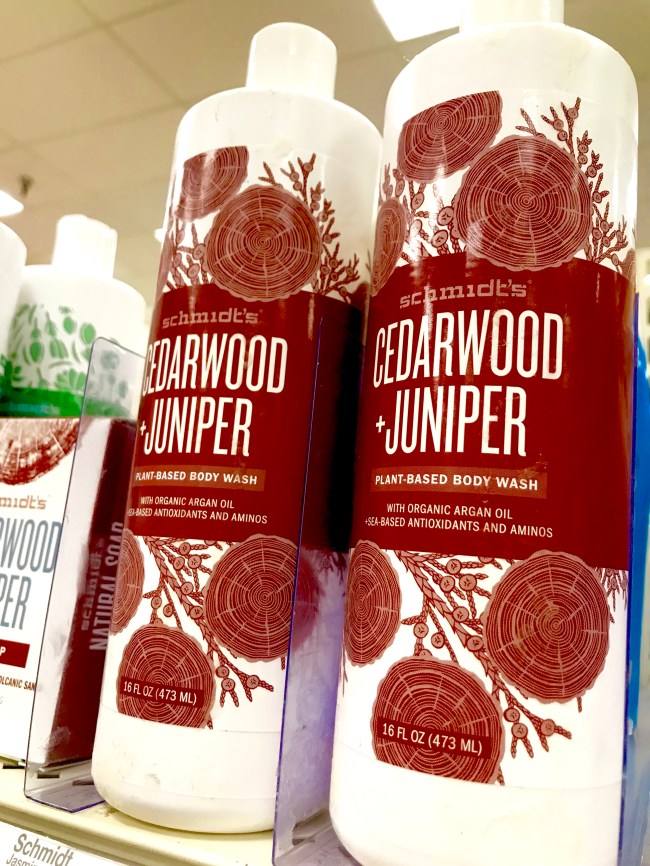 schmidt's
CEDARWOOD
+JUNIPER
PLANT-BASED BODY WASH
WITH ORGANIC ARGAN OIL
+SEA-BASED ANTIOXIDANTS AND AMINOS
16 FL OZ (473 ML)
schmidt's
CEDARWOOD
+JUNIPER
PLANT-BASED BODY WASH
WITH ORGANIC ARGAN OIL
+SEA-BASED ANTIOXIDANTS AND AMINOS
16 FL OZ (473 ML)
schmidt's
NATURAL SOAP
Schmidt